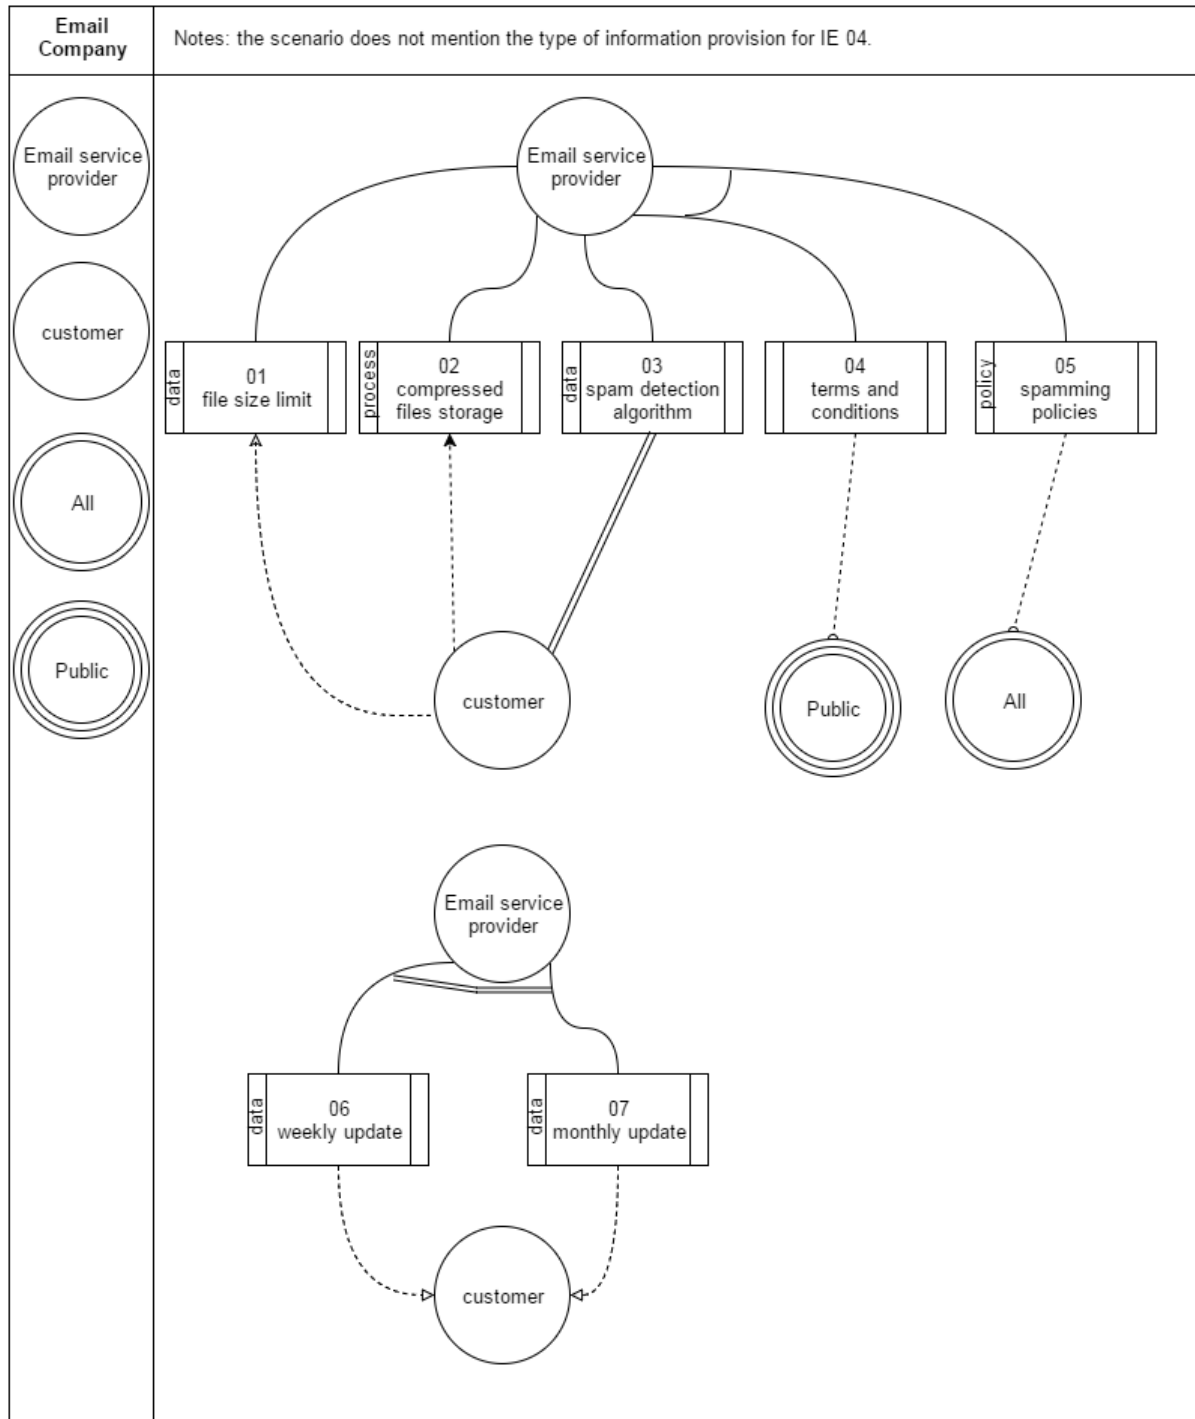 Email
Company
Notes: the scenario does not mention the type of information provision for IE 04.
Email service
provider
customer
All
Public
Email service
provider
data
01
file size limit
process
02
compressed
files storage
data
03
spam detection
algorithm
04
terms and
conditions
policy
05
spamming
policies
customer
Public
All
Email service
provider
data
06
weekly update
data
07
monthly update
customer